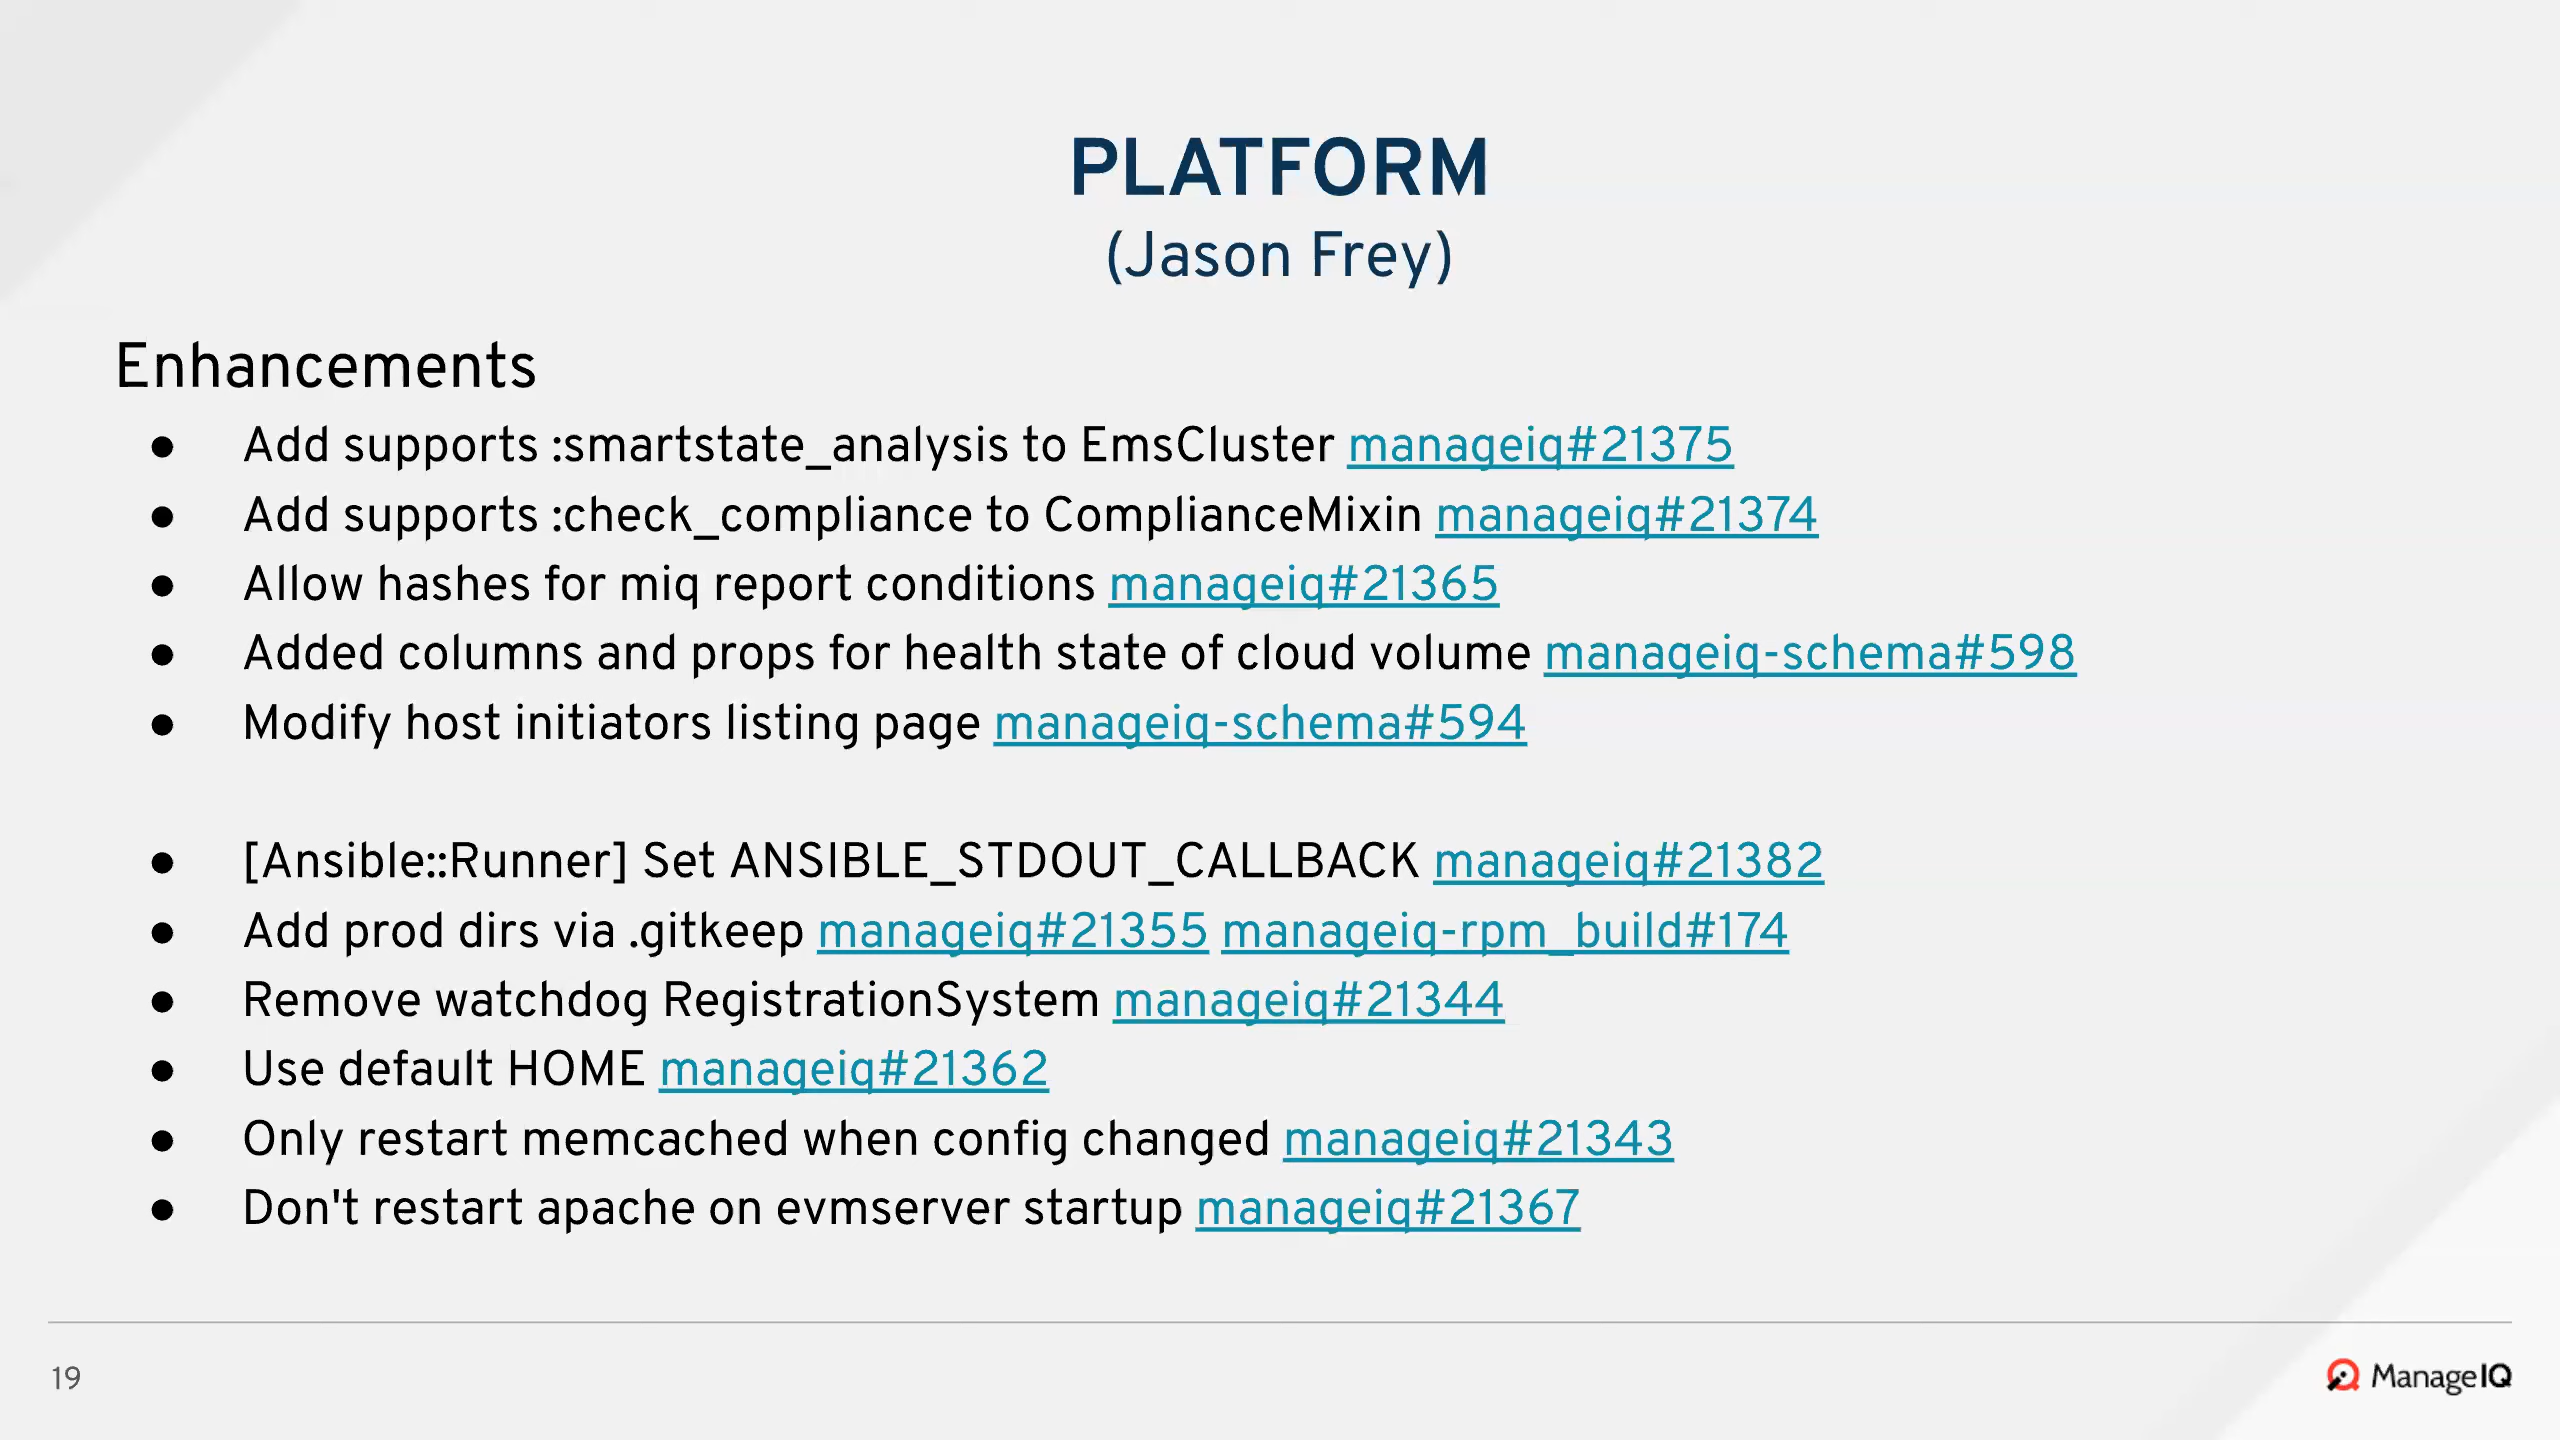 PLATFORM
(Jason Frey)
Enhancements
● Add supports :smartstate_analysis to EmsCluster manageiq#21375
● Add supports :check_compliance to ComplianceMixin manageiq#21374
● Allow hashes for miq report conditions manageiq#21365
● Added columns and props for health state of cloud volume manageiq-schema#598
● Modify host initiators listing page manageiq-schema#594
● [Ansible::Runner] Set ANSIBLE_STDOUT_CALLBACK manageiq#21382
● Add prod dirs via .gitkeep manageiq#21355 manageiq-rpm_build#174
● Remove watchdog RegistrationSystem manageiq#21344
● Use default HOME manageiq#21362
● Only restart memcached when config changed manageiq#21343
● Don't restart apache on evmserver startup manageiq#21367
19
ManageIQ